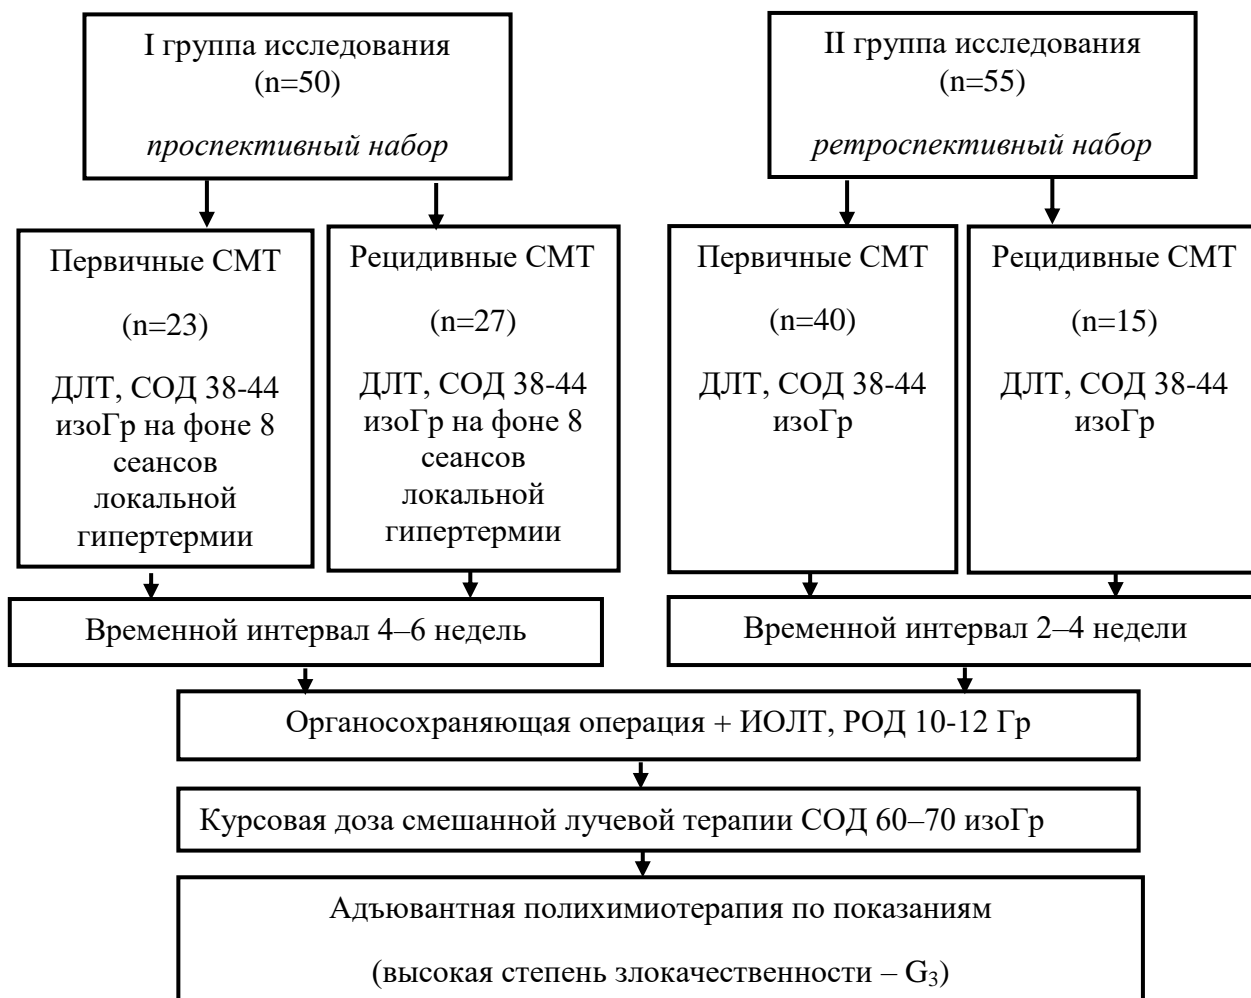 I группа исследования
(n=50)
проспективный набор
II группа исследования
(n=55)
ретроспективный набор
Первичные СМТ
(n=23)
ДЛТ, СОД 38-44
изоГр на фоне 8
сеансов
локальной
гипертермии
Рецидивные СМТ
(n=27)
ДЛТ, СОД 38-44
изоГр на фоне 8
сеансов
локальной
гипертермии
Первичные СМТ
(n=40)
ДЛТ, СОД 38-44
изоГр
Рецидивные СМТ
(n=15)
ДЛТ, СОД 38-44
изоГр
Временной интервал 4–6 недель
Временной интервал 2–4 недели
Органосохраняющая операция + ИОЛТ, РОД 10-12 Гр
Курсовая доза смешанной лучевой терапии СОД 60–70 изоГр
Адъювантная полихимиотерапия по показаниям
(высокая степень злокачественности – G₃)